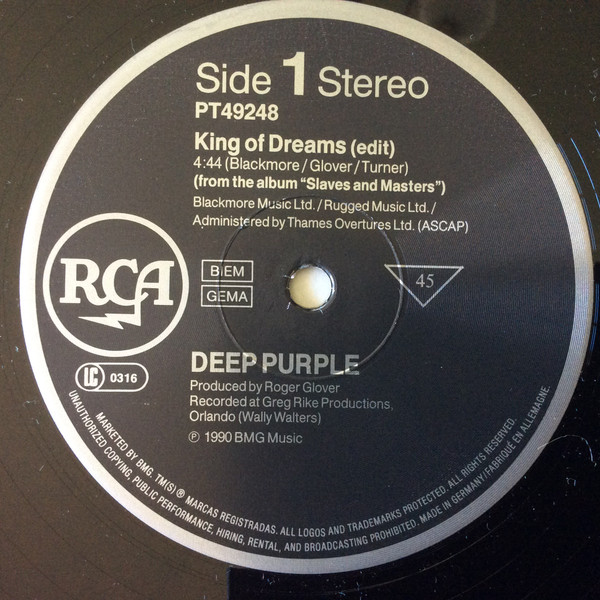 Side 1 Stereo
PT49248
King of Dreams (edit)
4:44 (Blackmore/Glover/Turner)
(from the album “Slaves and Masters”)
Blackmore Music Ltd./Rugged Music Ltd./
Administered by Thames Overtures Ltd. (ASCAP)
RCA
BIEM
GEMA
45
LC 0316
DEEP PURPLE
Produced by Roger Glover
Recorded at Greg Rike Productions,
Orlando (Wally Walters)
℗ 1990 BMG Music
MARKETED BY BMG. TM(S)® MARCAS REGISTRADAS. ALL LOGOS AND TRADEMARKS PROTECTED. ALL RIGHTS RESERVED.
UNAUTHORIZED COPYING, PUBLIC PERFORMANCE, HIRING, RENTAL, AND BROADCASTING PROHIBITED. MADE IN GERMANY/FABRIQUÉ EN ALLEMAGNE.